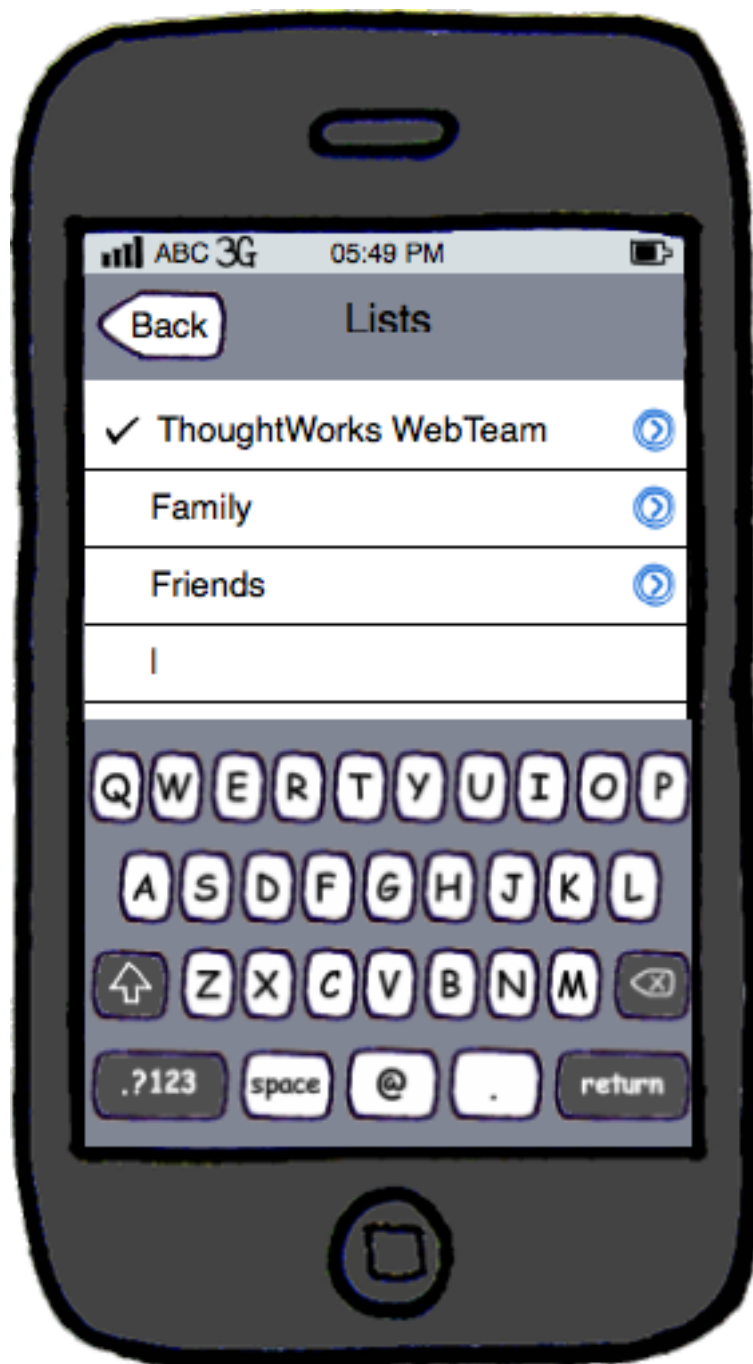 ABC 3G 05:49 PM
Back Lists
✓ ThoughtWorks WebTeam
Family
Friends
Q W E R T Y U I O P
A S D F G H J K L
Z X C V B N M
.?123 space @ . return